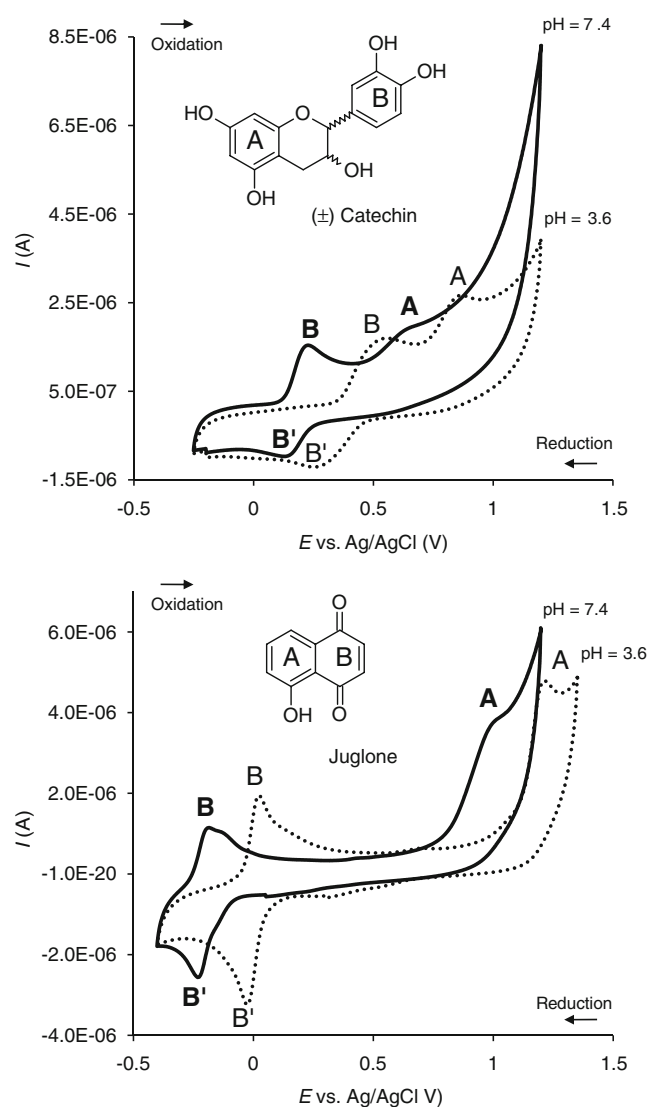 pH = 7.4
8.5E-06
Oxidation
OH
OH
B
HO
O
A
6.5E-06
OH
OH
(±) Catechin
pH = 3.6
4.5E-06
I (A)
A
2.5E-06
B
B
A
5.0E-07
B'
B'
Reduction
-1.5E-06
-0.5
0
0.5
1
1.5
E vs. Ag/AgCl (V)
Oxidation
O
pH = 7.4
6.0E-06
A
B
A
pH = 3.6
OH
O
4.0E-06
A
Juglone
B
2.0E-06
B
I (A)
-1.0E-20
-2.0E-06
B'
B'
Reduction
-4.0E-06
-0.5
0
0.5
1
1.5
E vs. Ag/AgCl V)